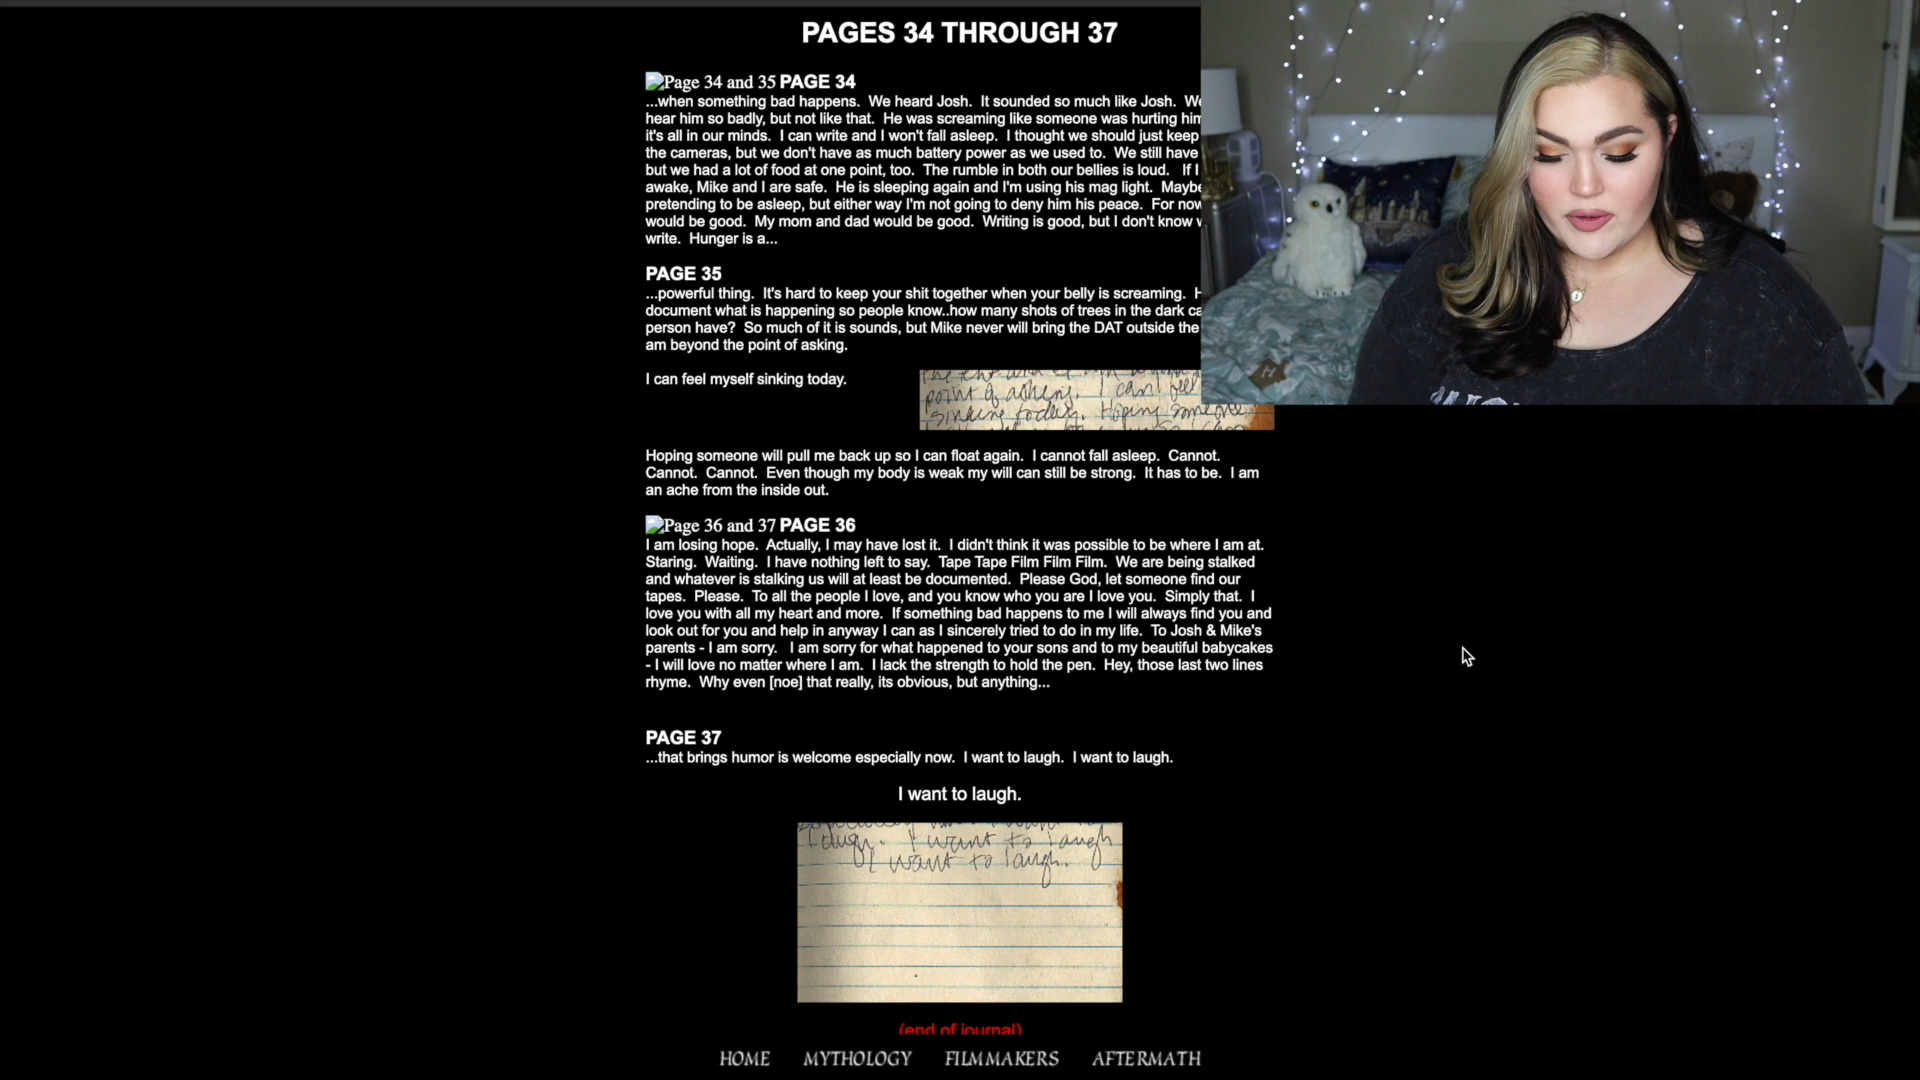 PAGES 34 THROUGH 37
Page 34 and 35 PAGE 34
...when something bad happens. We heard Josh. It sounded so much like Josh. We
hear him so badly, but not like that. He was screaming like someone was hurting him
it's all in our minds. I can write and I won't fall asleep. I thought we should just keep
the cameras, but we don't have as much battery power as we used to. We still have
but we had a lot of food at one point, too. The rumble in both our bellies is loud. If I
awake, Mike and I are safe. He is sleeping again and I'm using his mag light. Maybe
pretending to be asleep, but either way I'm not going to deny him his peace. For now
would be good. My mom and dad would be good. Writing is good, but I don't know
write. Hunger is a...
PAGE 35
...powerful thing. It's hard to keep your shit together when your belly is screaming.
document what is happening so people know..how many shots of trees in the dark
person have? So much of it is sounds, but Mike never will bring the DAT outside the
am beyond the point of asking.
I can feel myself sinking today.
point of asking. I can feel
sinking today. Hoping someone
Hoping someone will pull me back up so I can float again. I cannot fall asleep. Cannot.
Cannot. Cannot. Even though my body is weak my will can still be strong. It has to be. I am
an ache from the inside out.
Page 36 and 37 PAGE 36
I am losing hope. Actually, I may have lost it. I didn't think it was possible to be where I am at.
Staring. Waiting. I have nothing left to say. Tape Tape Film Film Film. We are being stalked
and whatever is stalking us will at least be documented. Please God, let someone find our
tapes. Please. To all the people I love, and you know who you are I love you. Simply that. I
love you with all my heart and more. If something bad happens to me I will always find you and
look out for you and help in anyway I can as I sincerely tried to do in my life. To Josh & Mike's
parents - I am sorry. I am sorry for what happened to your sons and to my beautiful babycakes
- I will love no matter where I am. I lack the strength to hold the pen. Hey, those last two lines
rhyme. Why even [noe] that really, its obvious, but anything...
PAGE 37
...that brings humor is welcome especially now. I want to laugh. I want to laugh.
I want to laugh.
laugh. I want to laugh
I want to laugh.
(end of journal)
HOME MYTHOLOGY FILMMAKERS AFTERMATH